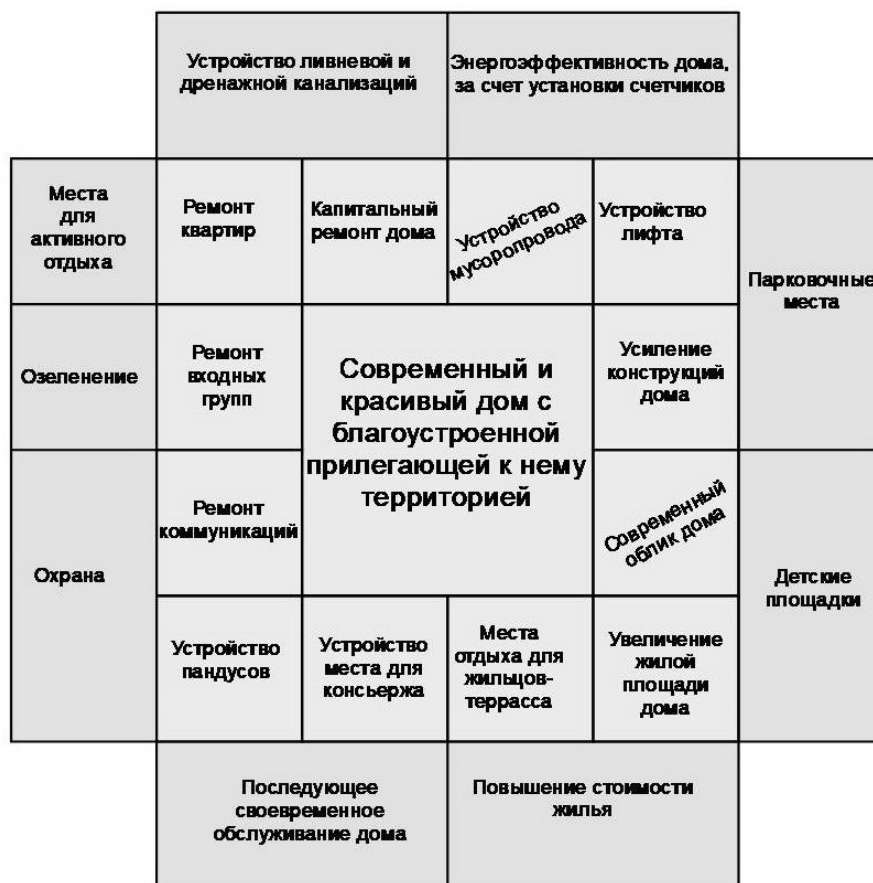 Устройство ливневой и
дренажной канализаций
Энергоэффективность дома,
за счет установки счетчиков
Места
для
активного
отдыха
Ремонт
квартир
Капитальный
ремонт дома
Устройство
мусоропровода
Устройство
лифта
Парковочные
места
Озеленение
Ремонт
входных
групп
Современный и
красивый дом с
благоустроенной
прилегающей к нему
территорией
Усиление
конструкций
дома
Охрана
Ремонт
коммуникаций
Современный
облик дома
Детские
площадки
Устройство
пандусов
Устройство
места для
консьержа
Места
отдыха для
жильцов-
террасса
Увеличение
жилой
площади
дома
Последующее
своевременное
обслуживание дома
Повышение стоимости
жилья